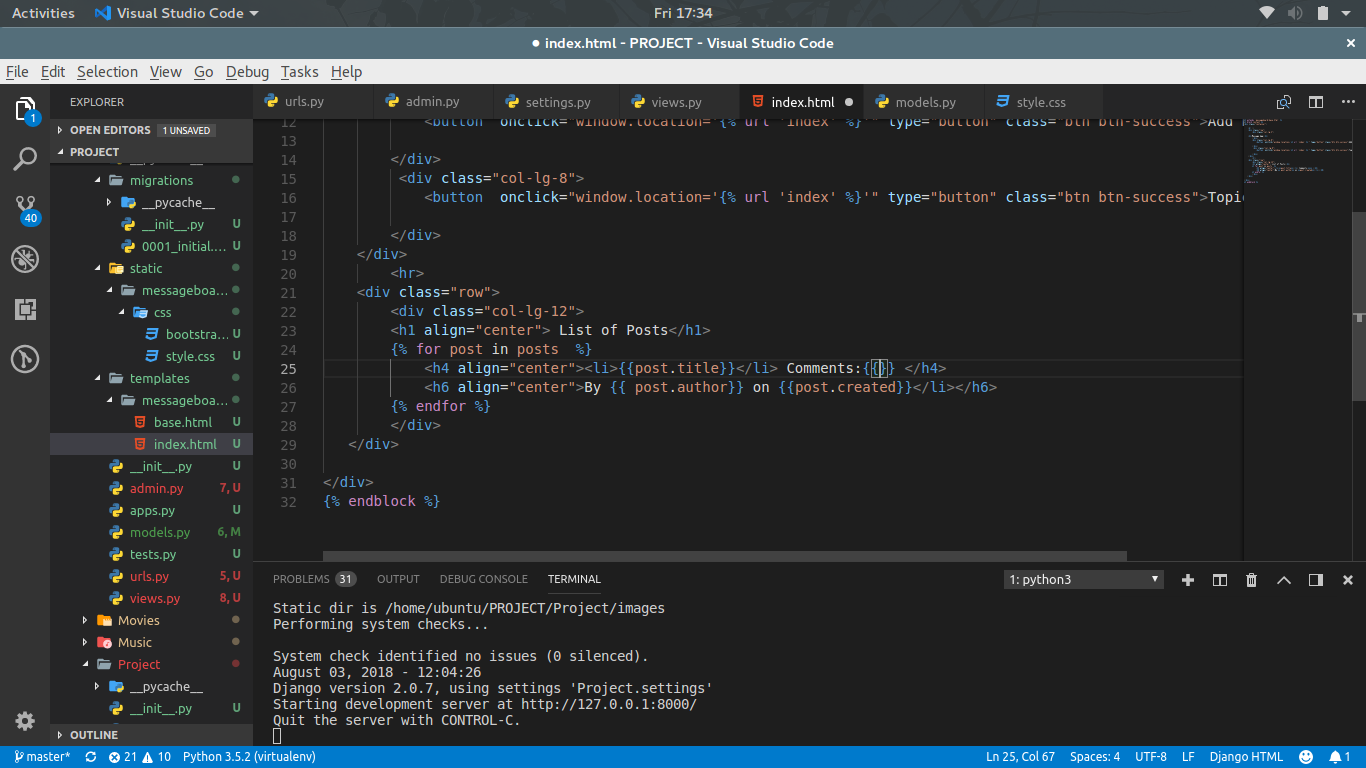 Activities Visual Studio Code Fri 17:34
● index.html - PROJECT - Visual Studio Code ×
File Edit Selection View Go Debug Tasks Help
EXPLORER
urls.py admin.py settings.py views.py index.html models.py style.css
1
40
OPEN EDITORS 1 UNSAVED
PROJECT
migrations
__pycache__
__init__.py U
0001_initial.... U
static
messageboa...
css
bootstra... U
style.css U
templates
messageboa...
base.html U
index.html U
__init__.py U
admin.py 7, U
apps.py U
models.py 6, M
tests.py U
urls.py 5, U
views.py 8, U
Movies
Music
Project
__pycache__
__init__.py U
OUTLINE
12 <button onclick="window.location='{% url 'index' %}'" type="button" class="btn btn-success">Add
13
14 </div>
15 <div class="col-lg-8">
16 <button onclick="window.location='{% url 'index' %}'" type="button" class="btn btn-success">Topi
17
18 </div>
19 </div>
20 <hr>
21 <div class="row">
22 <div class="col-lg-12">
23 <h1 align="center"> List of Posts</h1>
24 {% for post in posts %}
25 <h4 align="center"><li>{{post.title}}</li> Comments:{{}} </h4>
26 <h6 align="center">By {{ post.author}} on {{post.created}}</li></h6>
27 {% endfor %}
28 </div>
29 </div>
30
31 </div>
32 {% endblock %}
PROBLEMS 31 OUTPUT DEBUG CONSOLE TERMINAL 1: python3
Static dir is /home/ubuntu/PROJECT/Project/images
Performing system checks...
System check identified no issues (0 silenced).
August 03, 2018 - 12:04:26
Django version 2.0.7, using settings 'Project.settings'
Starting development server at http://127.0.0.1:8000/
Quit the server with CONTROL-C.
master* 21 10 Python 3.5.2 (virtualenv) Ln 25, Col 67 Spaces: 4 UTF-8 LF Django HTML 1